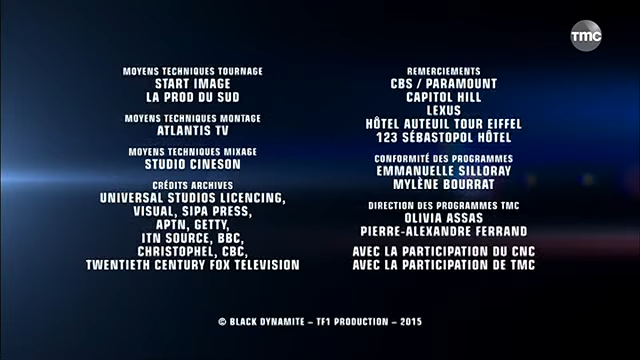 TMC
MOYENS TECHNIQUES TOURNAGE
START IMAGE
LA PROD DU SUD
MOYENS TECHNIQUES MONTAGE
ATLANTIS TV
MOYENS TECHNIQUES MIXAGE
STUDIO CINESON
CRÉDITS ARCHIVES
UNIVERSAL STUDIOS LICENCING,
VISUAL, SIPA PRESS,
APTN, GETTY,
ITN SOURCE, BBC,
CHRISTOPHEL, CBC,
TWENTIETH CENTURY FOX TELEVISION
REMERCIEMENTS
CBS / PARAMOUNT
CAPITOL HILL
LEXUS
HÔTEL AUTEUIL TOUR EIFFEL
123 SÉBASTOPOL HÔTEL
CONFORMITÉ DES PROGRAMMES
EMMANUELLE SILLORAY
MYLÈNE BOURRAT
DIRECTION DES PROGRAMMES TMC
OLIVIA ASSAS
PIERRE-ALEXANDRE FERRAND
AVEC LA PARTICIPATION DU CNC
AVEC LA PARTICIPATION DE TMC
© BLACK DYNAMITE – TF1 PRODUCTION – 2015